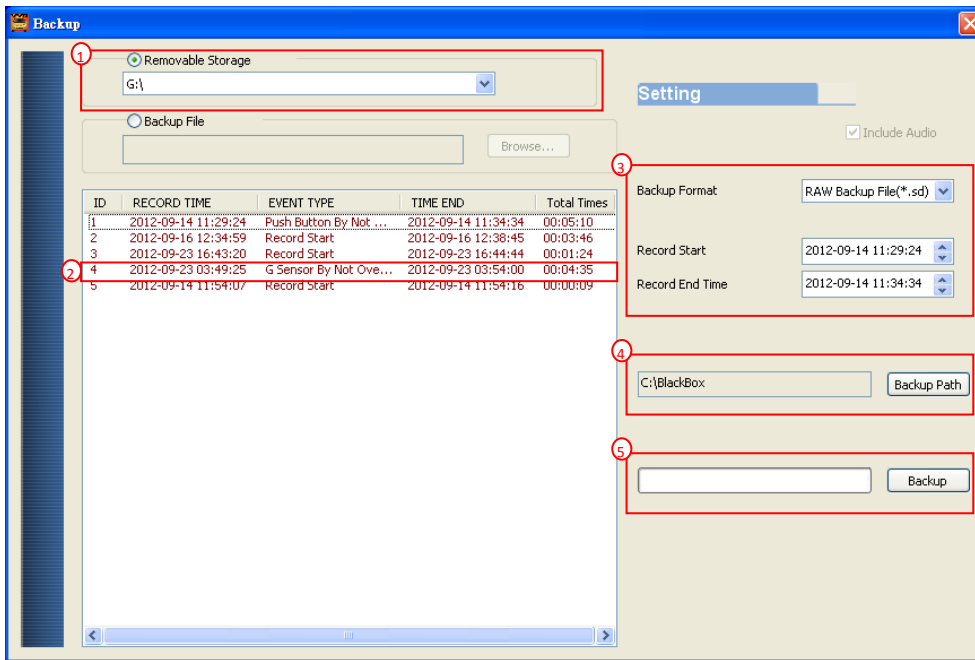 Backup
1
Removable Storage
G:\
Backup File
Browse...
ID RECORD TIME EVENT TYPE TIME END Total Times
1 2012-09-14 11:29:24 Push Button By Not ... 2012-09-14 11:34:34 00:05:10
2 2012-09-16 12:34:59 Record Start 2012-09-16 12:38:45 00:03:46
3 2012-09-23 16:43:20 Record Start 2012-09-23 16:44:44 00:01:24
2
4 2012-09-23 03:49:25 G Sensor By Not Ove... 2012-09-23 03:54:00 00:04:35
5 2012-09-14 11:54:07 Record Start 2012-09-14 11:54:16 00:00:09
Setting
Include Audio
3
Backup Format RAW Backup File(*.sd)
Record Start 2012-09-14 11:29:24
Record End Time 2012-09-14 11:34:34
4
C:\BlackBox Backup Path
5
Backup